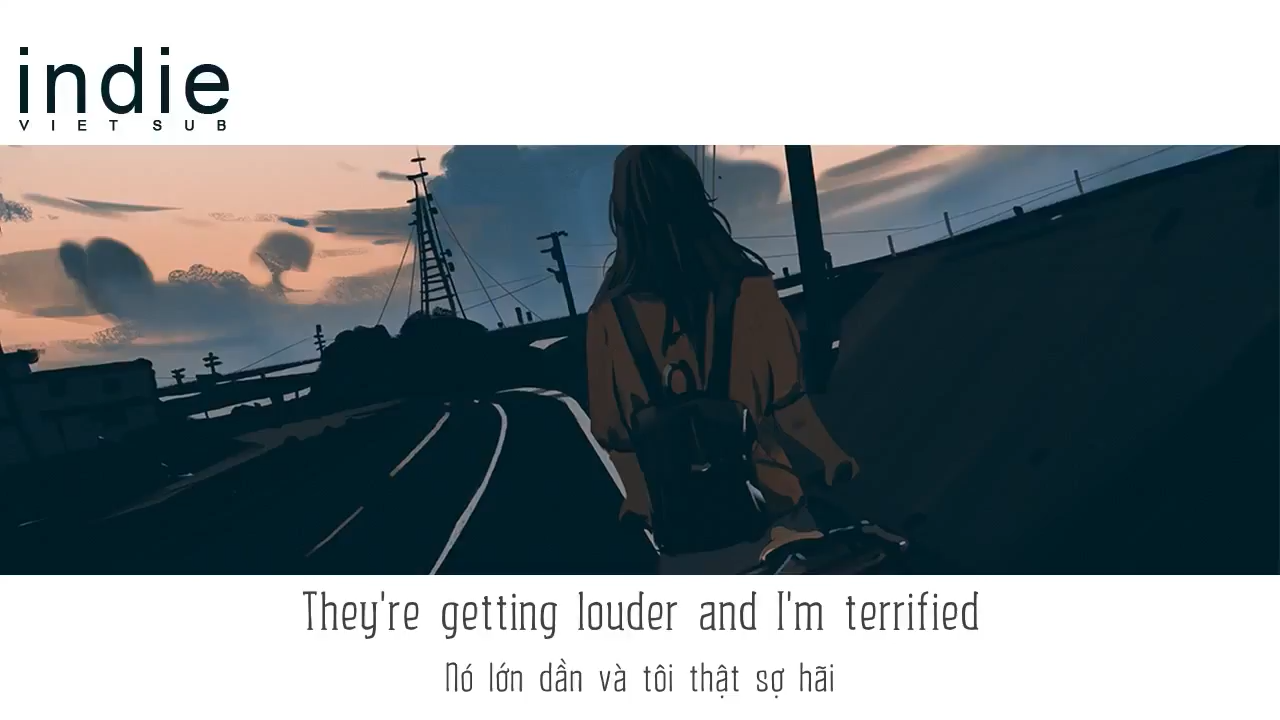 indie
VIET SUB
They're getting louder and I'm terrified
Nó lớn dần và tôi thật sợ hãi